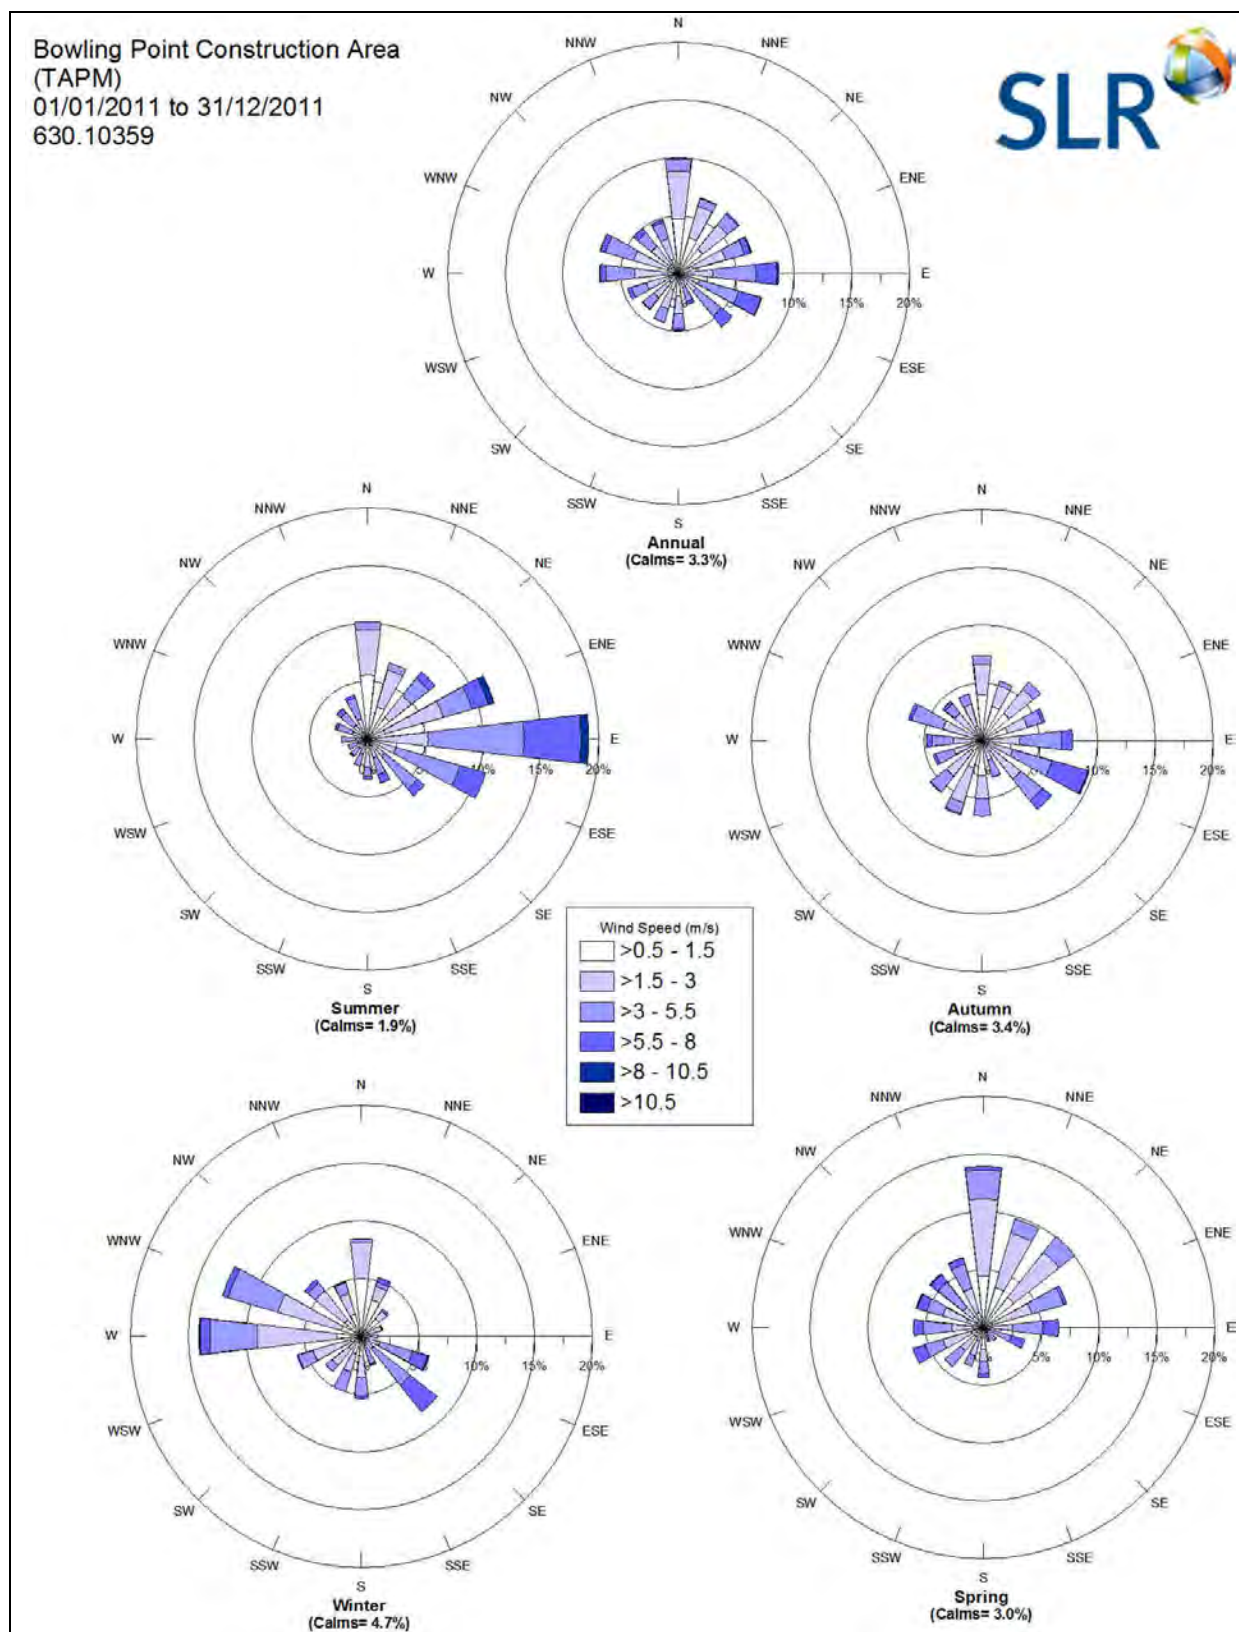 Bowling Point Construction Area
(TAPM)
01/01/2011 to 31/12/2011
630.10359
SLR
N
NNW
NNE
NW
NE
WNW
ENE
W
E
10%
15%
20%
WSW
ESE
SW
SE
SSW
SSE
S
Annual
(Calms= 3.3%)
N
NNW
NNE
NW
NE
WNW
ENE
W
E
15%
20%
WSW
ESE
SW
SE
SSW
SSE
S
Summer
(Calms= 1.9%)
N
NNW
NNE
NW
NE
WNW
ENE
W
E
10%
15%
20%
WSW
ESE
SW
SE
SSW
SSE
S
Autumn
(Calms= 3.4%)
Wind Speed (m/s)
>0.5 - 1.5
>1.5 - 3
>3 - 5.5
>5.5 - 8
>8 - 10.5
>10.5
N
NNW
NNE
NW
NE
WNW
ENE
W
E
10%
15%
20%
WSW
ESE
SW
SE
SSW
SSE
S
Winter
(Calms= 4.7%)
N
NNW
NNE
NW
NE
WNW
ENE
W
E
5%
10%
15%
20%
WSW
ESE
SW
SE
SSW
SSE
S
Spring
(Calms= 3.0%)